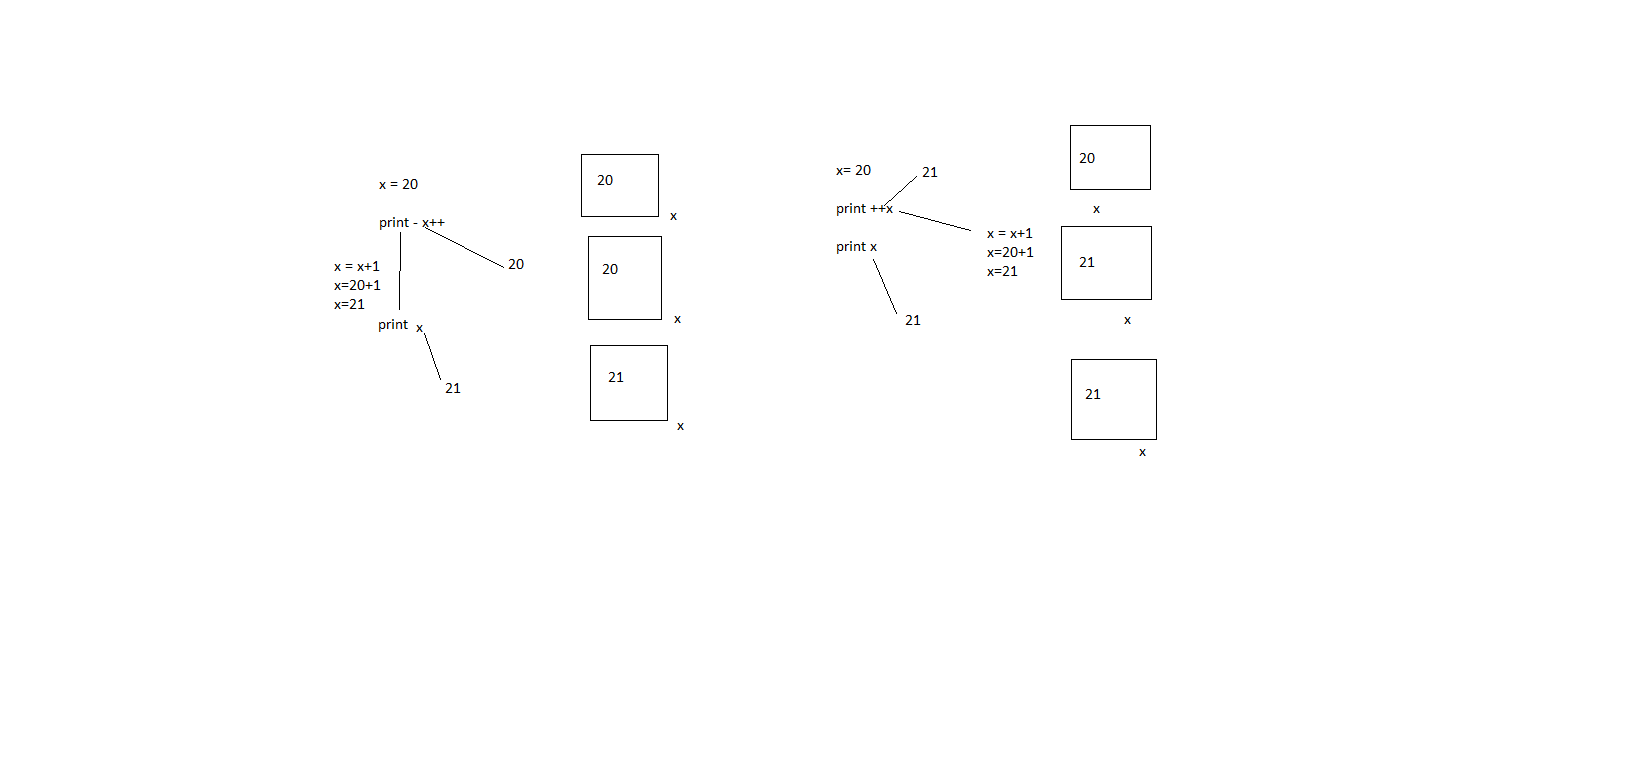 x = 20
print - x++
20
x = x+1
x=20+1
x=21
print x
21
20
x
20
x
21
x
x= 20
21
print ++x
x = x+1
x=20+1
x=21
print x
21
20
x
21
x
21
x